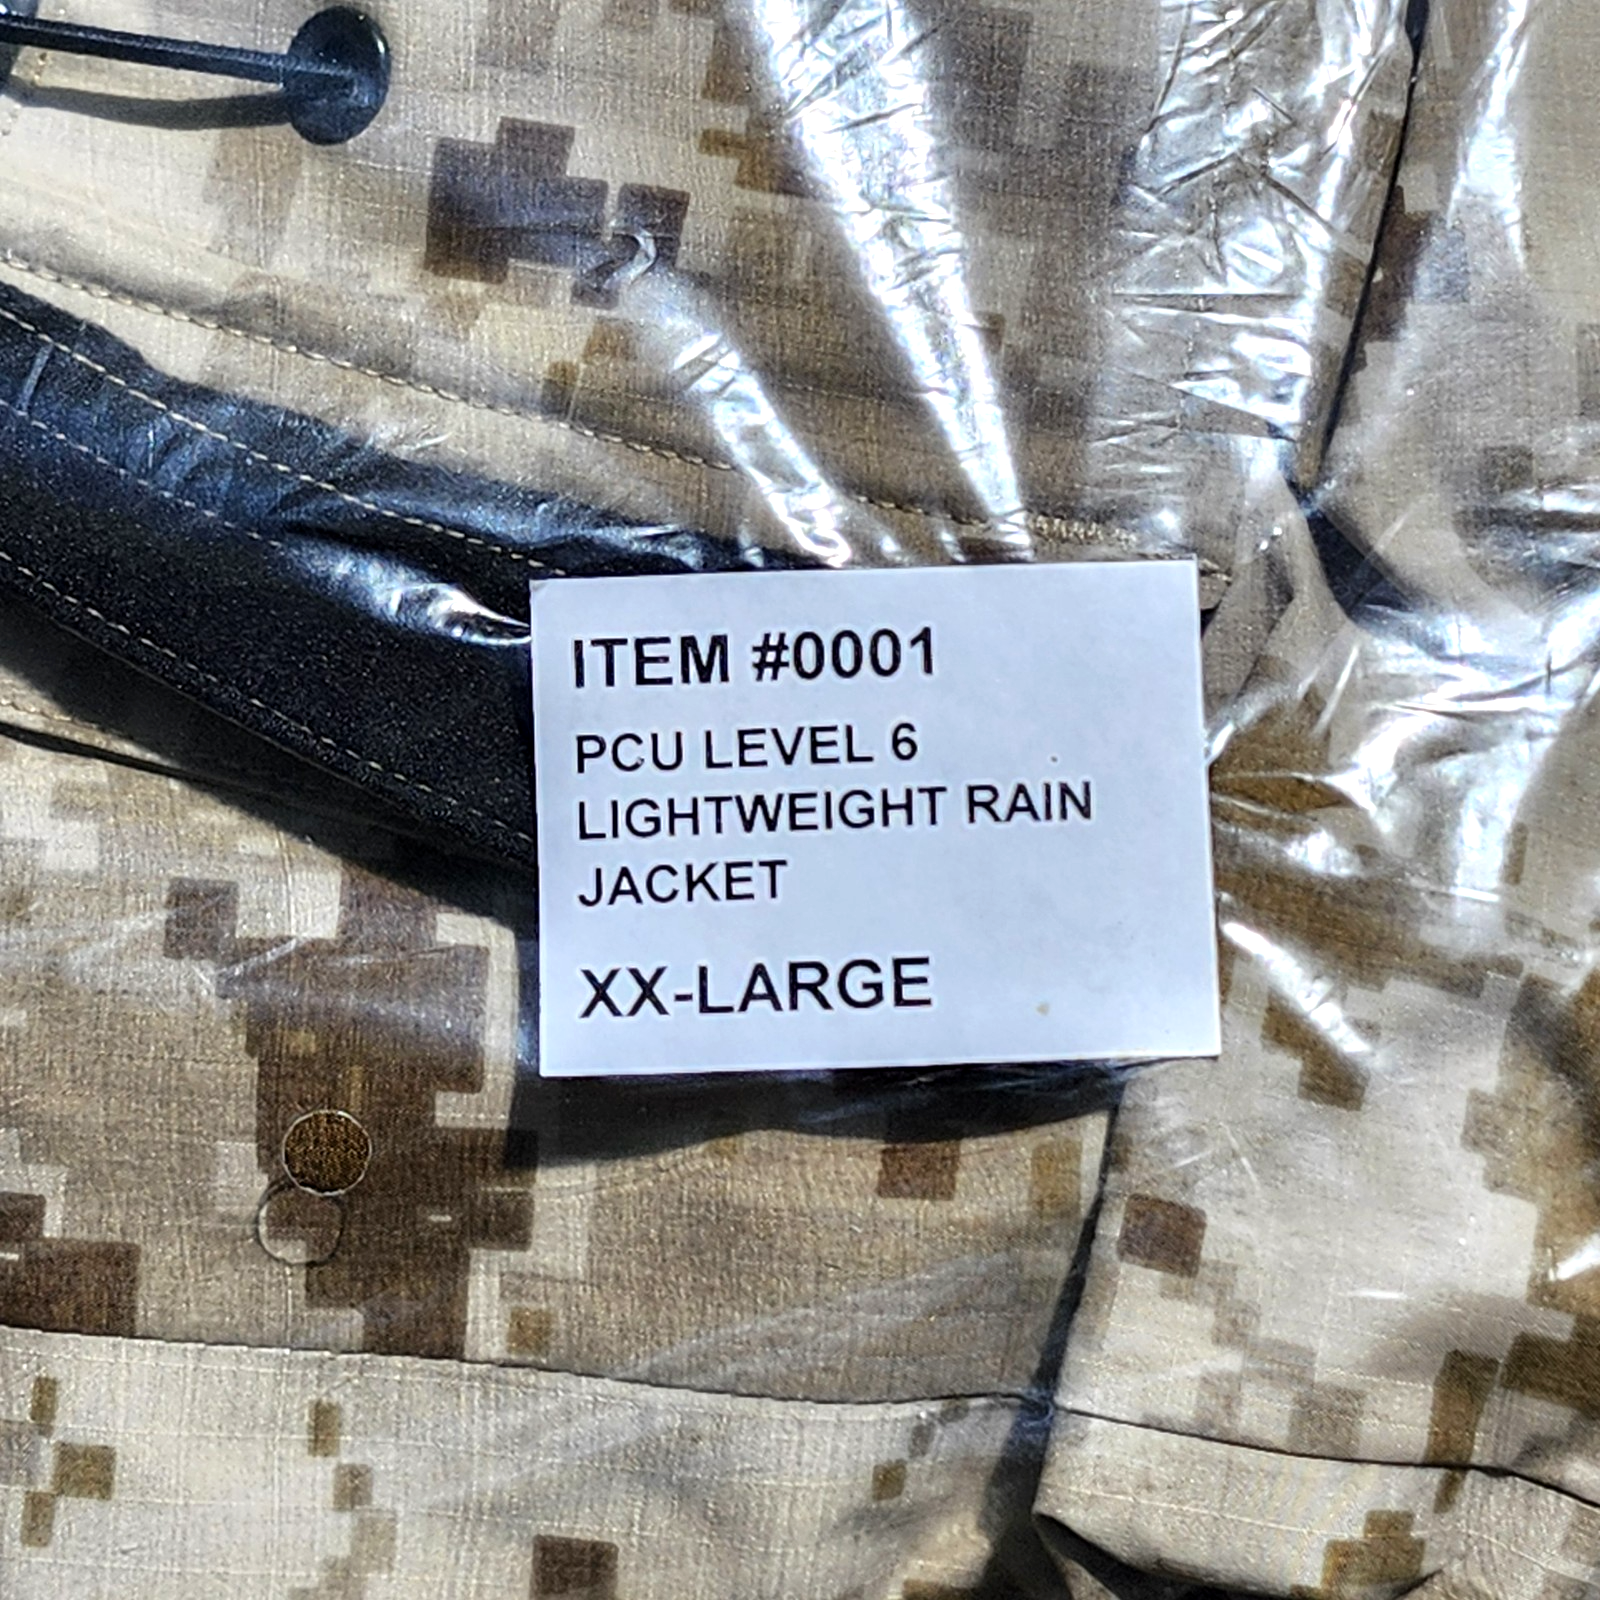 ITEM #0001
PCU LEVEL 6
LIGHTWEIGHT RAIN
JACKET
XX-LARGE